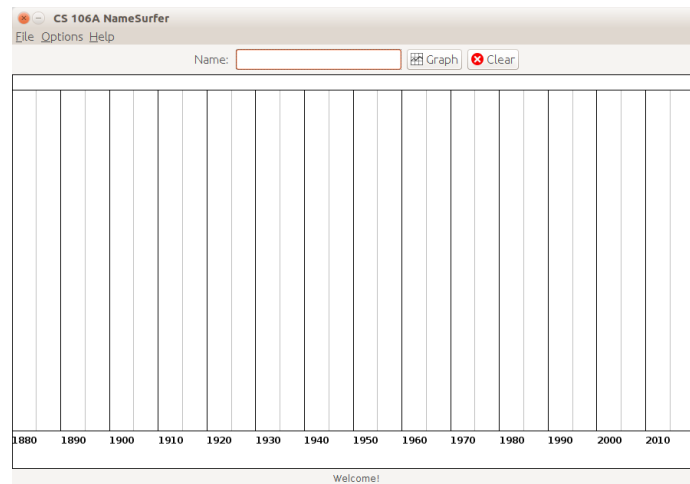 CS 106A NameSurfer
File Options Help
Name: Graph Clear
1880 1890 1900 1910 1920 1930 1940 1950 1960 1970 1980 1990 2000 2010
Welcome!